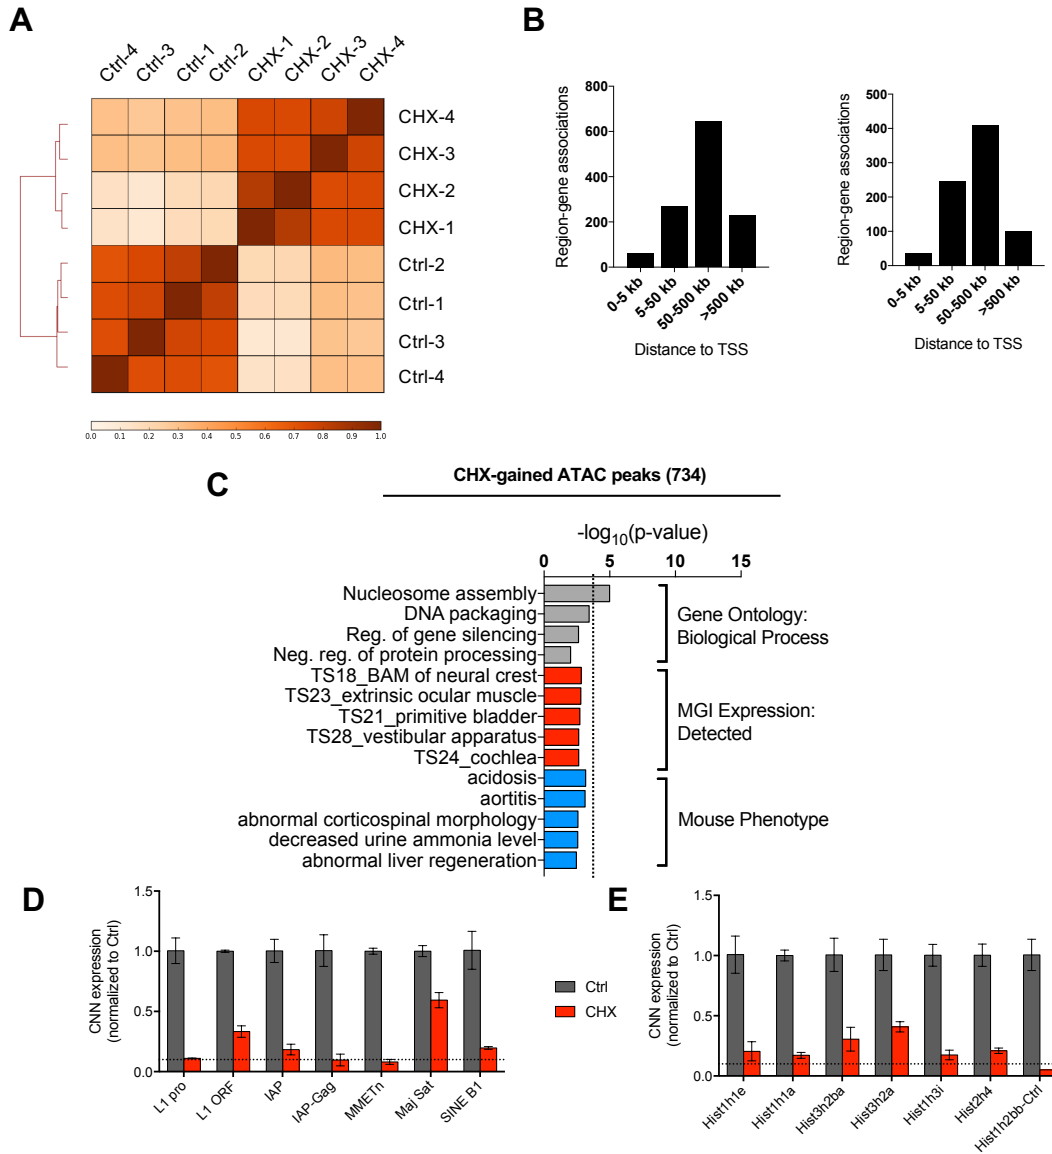 A
Ctrl-4 Ctrl-3 Ctrl-1 Ctrl-2 CHX-1 CHX-2 CHX-3 CHX-4
CHX-4
CHX-3
CHX-2
CHX-1
Ctrl-2
Ctrl-1
Ctrl-3
Ctrl-4
0.0 0.1 0.2 0.3 0.4 0.5 0.6 0.7 0.8 0.9 1.0
B
Region-gene associations
800
600
400
200
0
0-5 kb 5-50 kb 50-500 kb >500 kb
Distance to TSS
Region-gene associations
500
400
300
200
100
0
0-5 kb 5-50 kb 50-500 kb >500 kb
Distance to TSS
C
CHX-gained ATAC peaks (734)
-log10(p-value)
0 5 10 15
Nucleosome assembly
DNA packaging
Reg. of gene silencing
Neg. reg. of protein processing
TS18_BAM of neural crest
TS23_extrinsic ocular muscle
TS21_primitive bladder
TS28_vestibular apparatus
TS24_cochlea
acidosis
aortitis
abnormal corticospinal morphology
decreased urine ammonia level
abnormal liver regeneration
Gene Ontology:
Biological Process
MGI Expression:
Detected
Mouse Phenotype
D
CNN expression
(normalized to Ctrl)
1.5
1.0
0.5
0.0
L1 pro L1 ORF IAP IAP-Gag MMETn Maj Sat SINE B1
Ctrl
CHX
E
CNN expression
(normalized to Ctrl)
1.5
1.0
0.5
0.0
Hist1h1e Hist1h1a Hist3h2ba Hist3h2a Hist1h3i Hist2h4 Hist1h2bb-Ctrl